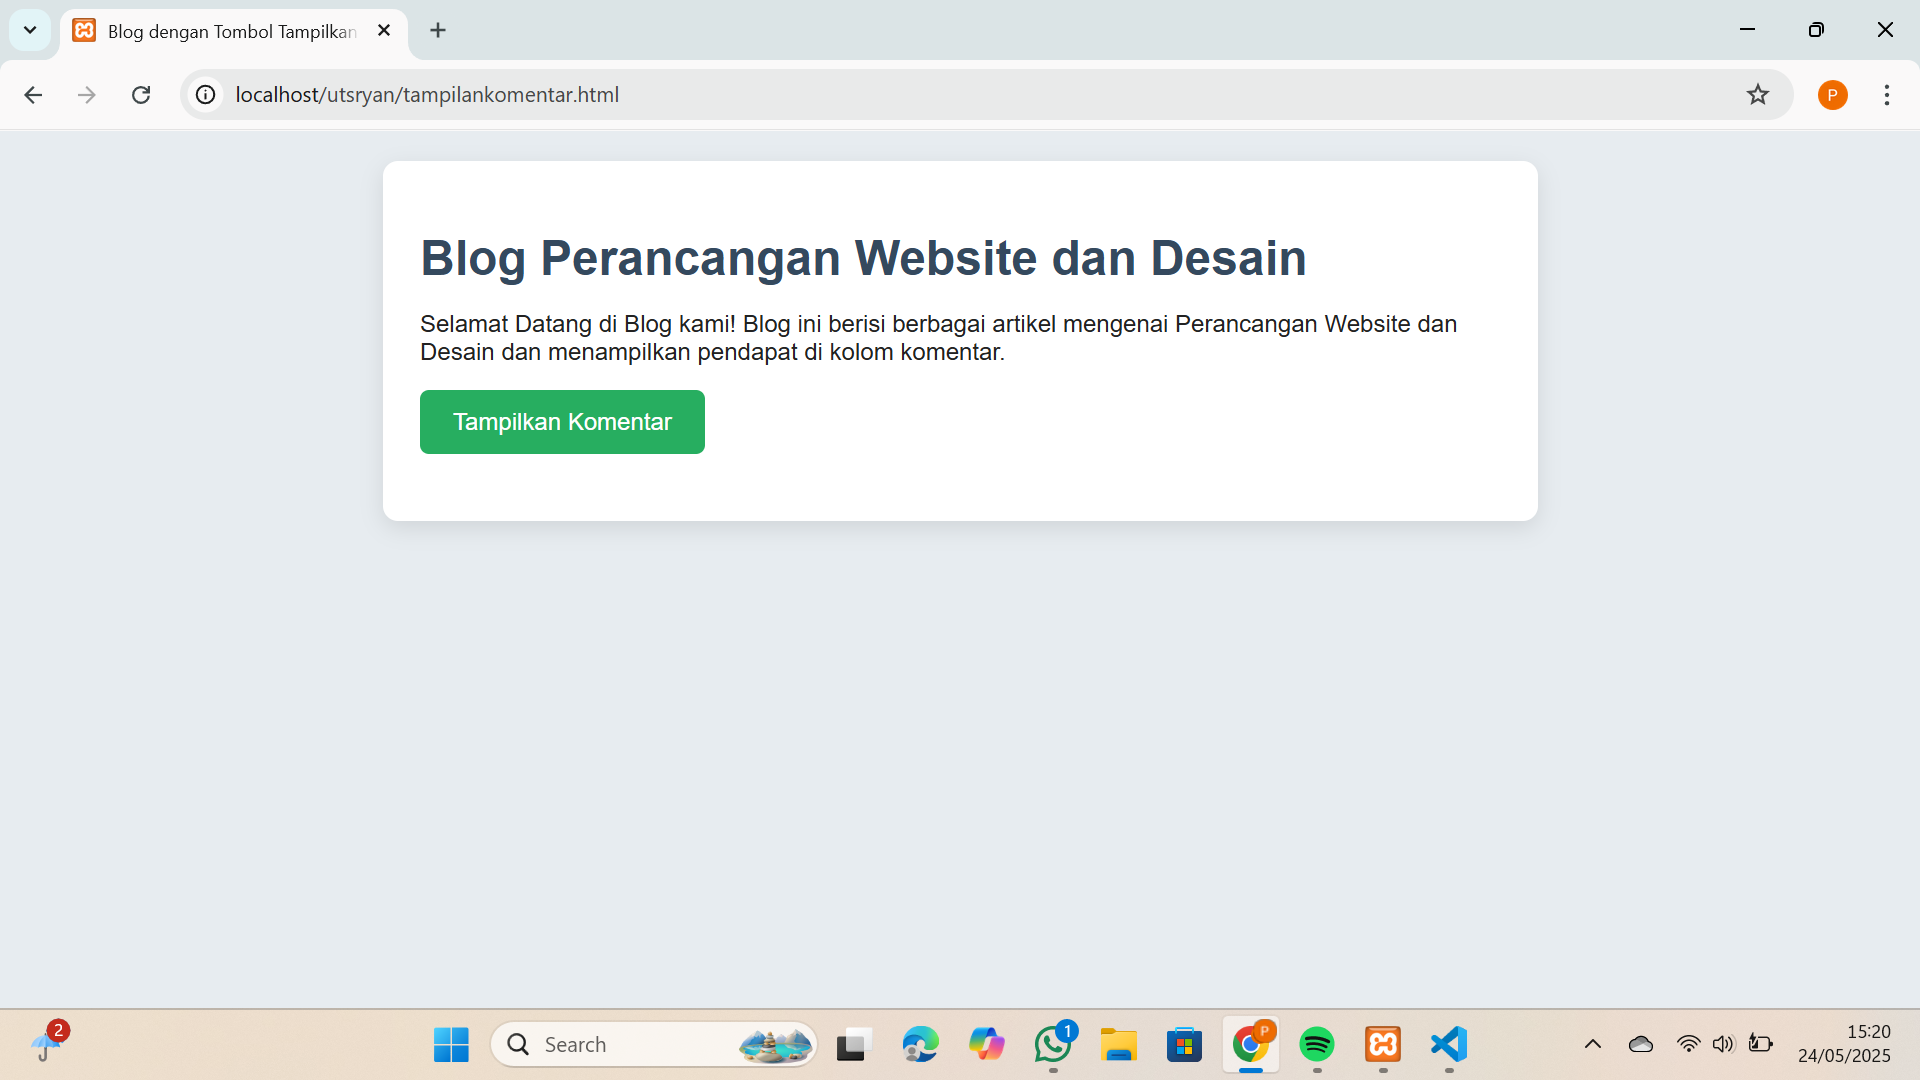 Blog dengan Tombol Tampilkan
localhost/utsryan/tampilankomentar.html
P
Blog Perancangan Website dan Desain
Selamat Datang di Blog kami! Blog ini berisi berbagai artikel mengenai Perancangan Website dan
Desain dan menampilkan pendapat di kolom komentar.
Tampilkan Komentar
2
Search
1
P
15:20
24/05/2025